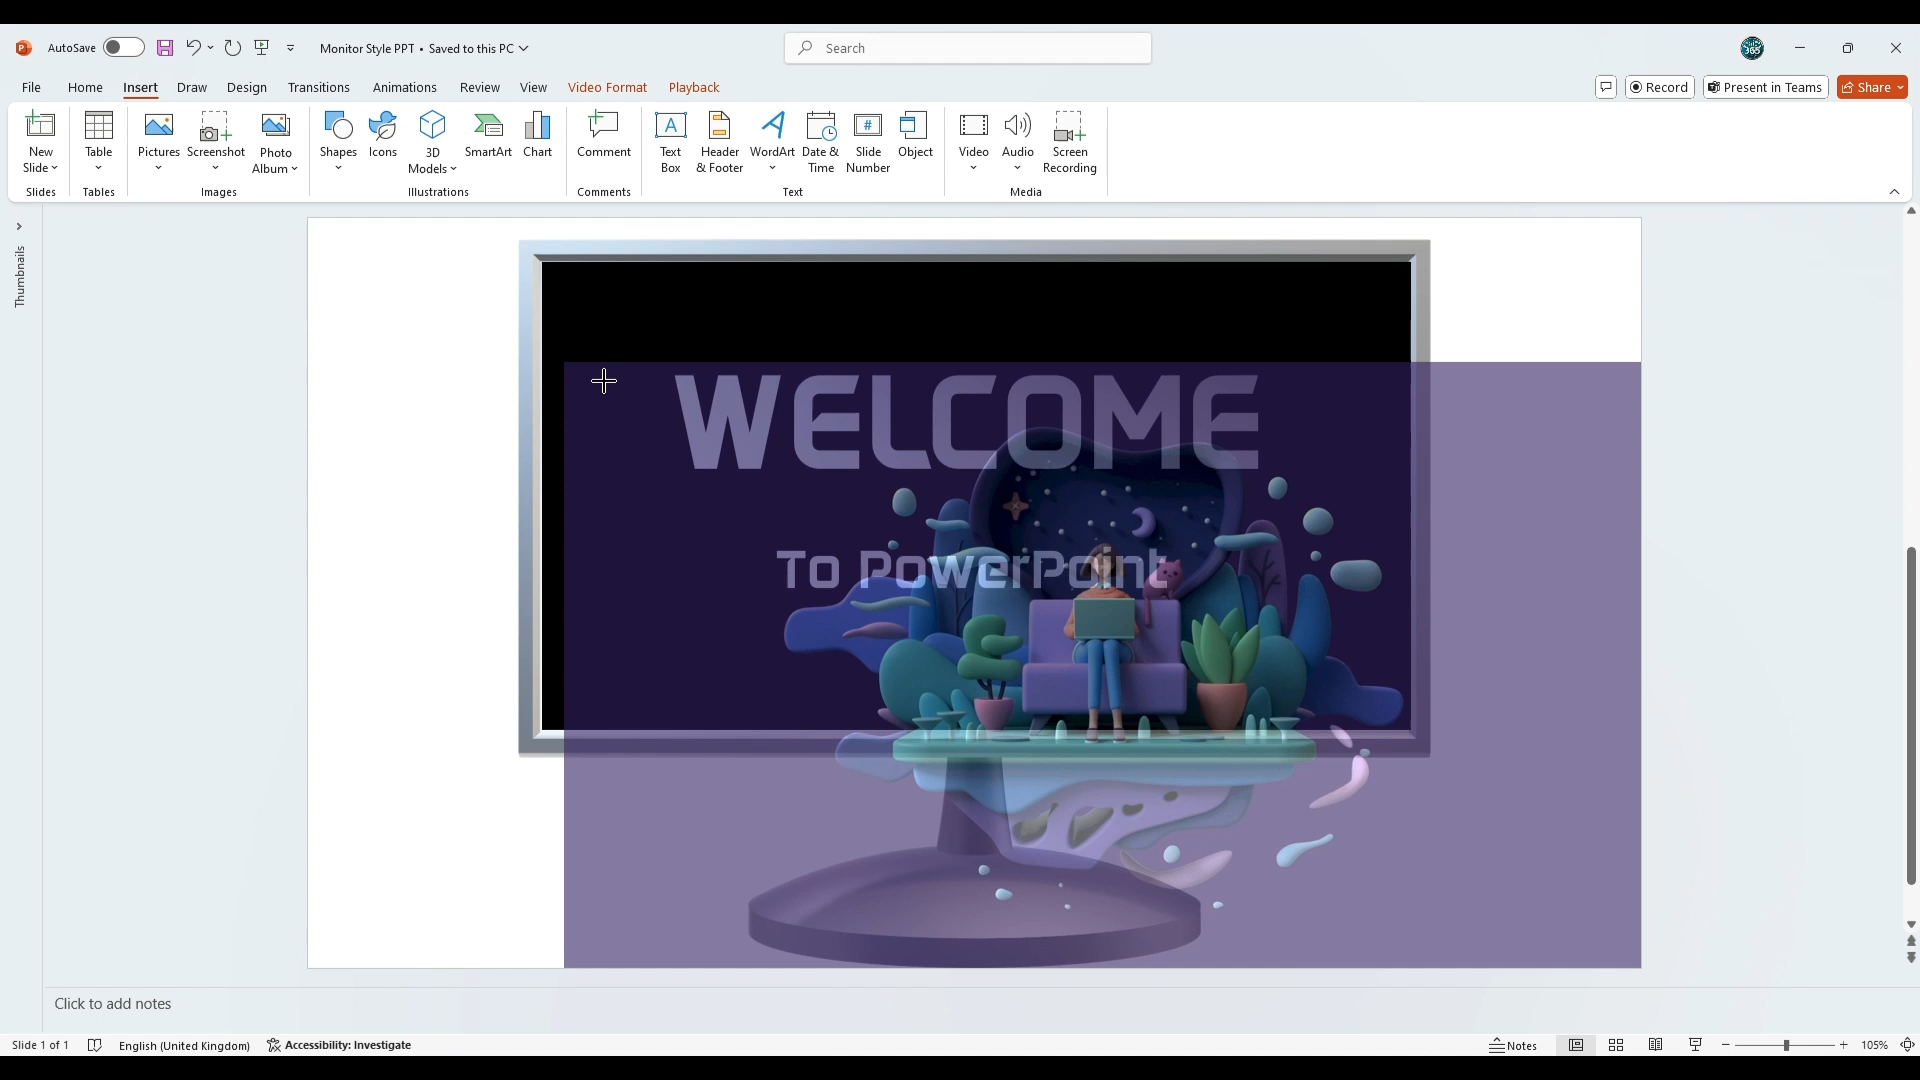 AutoSave
Monitor Style PPT • Saved to this PC
Search
File Home Insert Draw Design Transitions Animations Review View Video Format Playback
Record
Present in Teams
Share
New Slide
Table
Pictures
Screenshot
Photo Album
Shapes
Icons
3D Models
SmartArt
Chart
Comment
Text Box
Header & Footer
WordArt
Date & Time
Slide Number
Object
Video
Audio
Screen Recording
Slides
Tables
Images
Illustrations
Comments
Text
Media
Thumbnails
WELCOME
To PowerPoint
Click to add notes
Slide 1 of 1
English (United Kingdom)
Accessibility: Investigate
Notes
105%